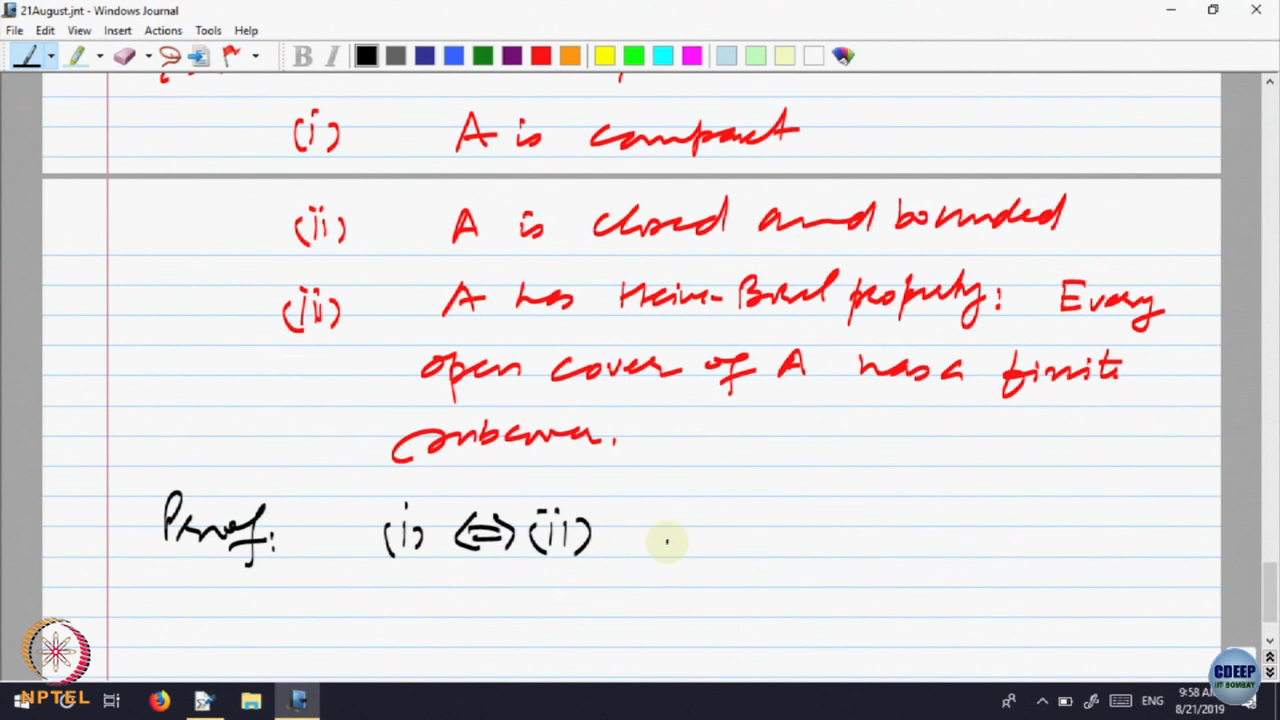 21August.jnt - Windows Journal
File Edit View Insert Actions Tools Help
B I
(i) A is compact
(ii) A is closed and bounded
(iii) A has Heine-Borel property: Every
open cover of A has a finite
subcover.
Proof: (i) ⇔ (ii)
NPTEL
CDEEP
IIT BOMBAY
ENG
9:58 AM
8/21/2019